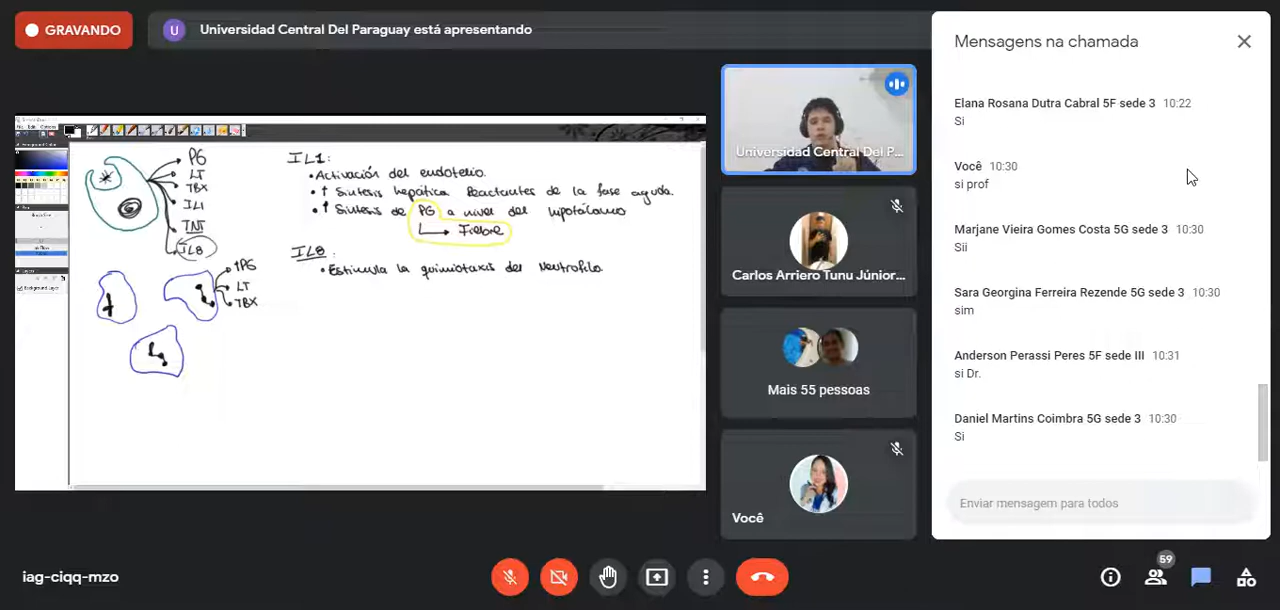 GRAVANDO
U
Universidad Central Del Paraguay está apresentando
PG
LT
TBX
IL1
TNF
IL8
↑PG
LT
TBX
IL1:
• Activación del endotelio.
• ↑ Síntesis hepática Reactantes de la fase aguda.
• ↑ Síntesis de PG a nivel del hipotálamo
Fiebre
IL8:
• Estimula la quimiotaxis del Neutrofilo.
Universidad Central Del P...
Carlos Arriero Tunu Júnior...
Mais 55 pessoas
Você
Mensagens na chamada
Elana Rosana Dutra Cabral 5F sede 3 10:22
Si
Você 10:30
si prof
Marjane Vieira Gomes Costa 5G sede 3 10:30
Sii
Sara Georgina Ferreira Rezende 5G sede 3 10:30
sim
Anderson Perassi Peres 5F sede III 10:31
si Dr.
Daniel Martins Coimbra 5G sede 3 10:30
Si
Enviar mensagem para todos
iag-ciqq-mzo
59